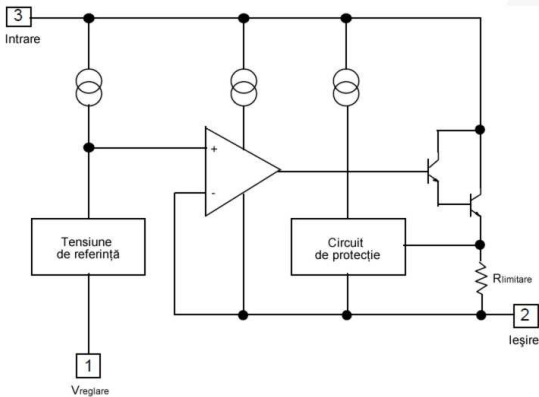 3
Intrare
+
-
Tensiune
de referință
Circuit
de protecție
Rlimitare
2
Ieșire
1
Vreglare